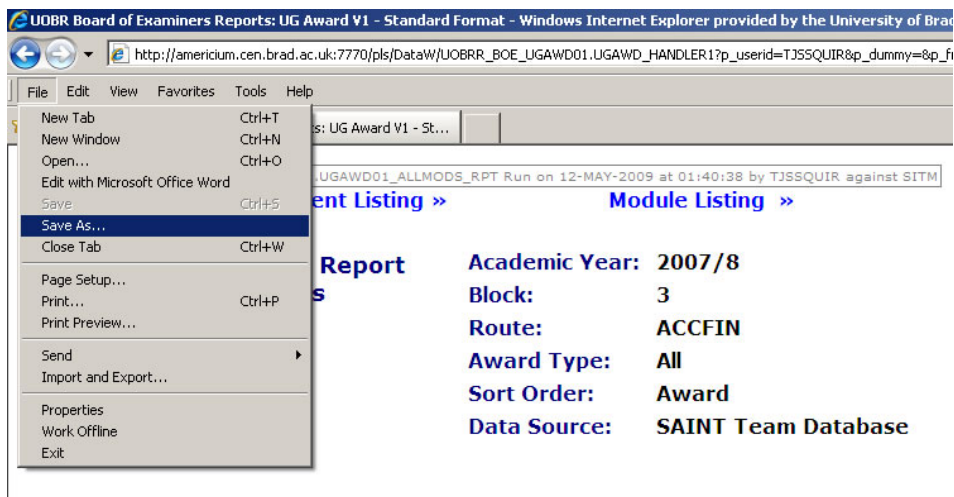 UOBR Board of Examiners Reports: UG Award V1 - Standard Format - Windows Internet Explorer provided by the University of Brad
http://americium.cen.brad.ac.uk:7770/pls/DataW/UOBRR_BOE_UGAWD01.UGAWD_HANDLER1?p_userid=TJSSQUIR&p_dummy=&p_f
File Edit View Favorites Tools Help
New Tab Ctrl+T
s: UG Award V1 - St...
New Window Ctrl+N
Open... Ctrl+O
Edit with Microsoft Office Word
.UGAWD01_ALLMODS_RPT Run on 12-MAY-2009 at 01:40:38 by TJSSQUIR against SITM
Save Ctrl+S
ent Listing » Module Listing »
Save As...
Close Tab Ctrl+W
Report Academic Year: 2007/8
Page Setup...
s Block: 3
Print... Ctrl+P
Print Preview...
Route: ACCFIN
Send
Award Type: All
Import and Export...
Sort Order: Award
Properties
Work Offline
Data Source: SAINT Team Database
Exit